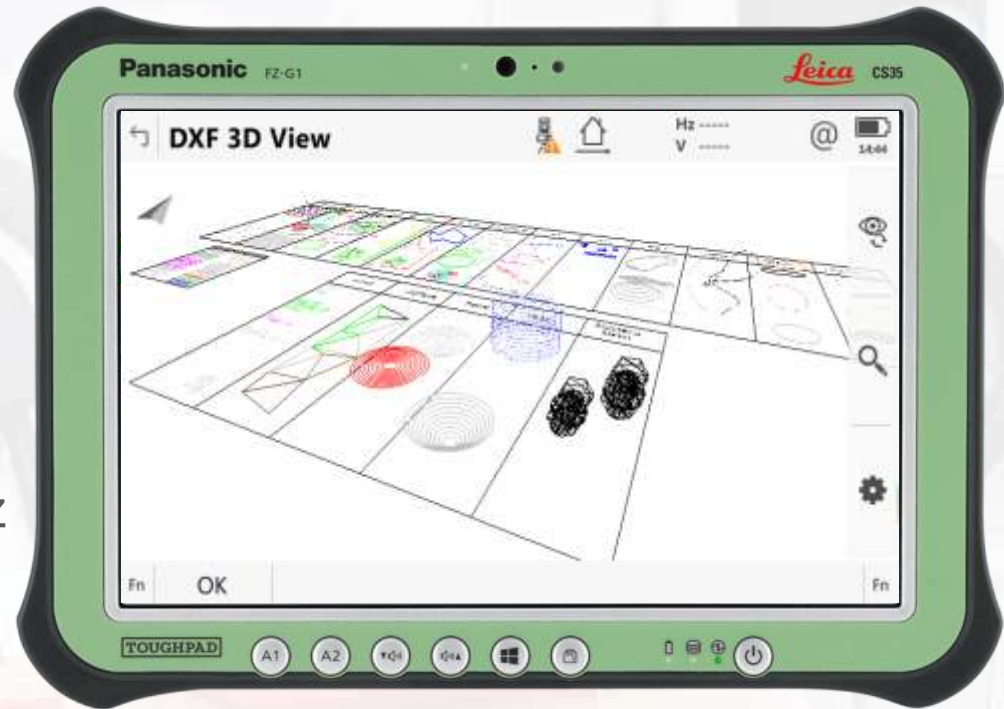 Panasonic FZ-G1
Leica CS35
DXF 3D View
Hz -----
V -----
@
14:44
Z
Fn OK Fn
TOUGHPAD
A1 A2